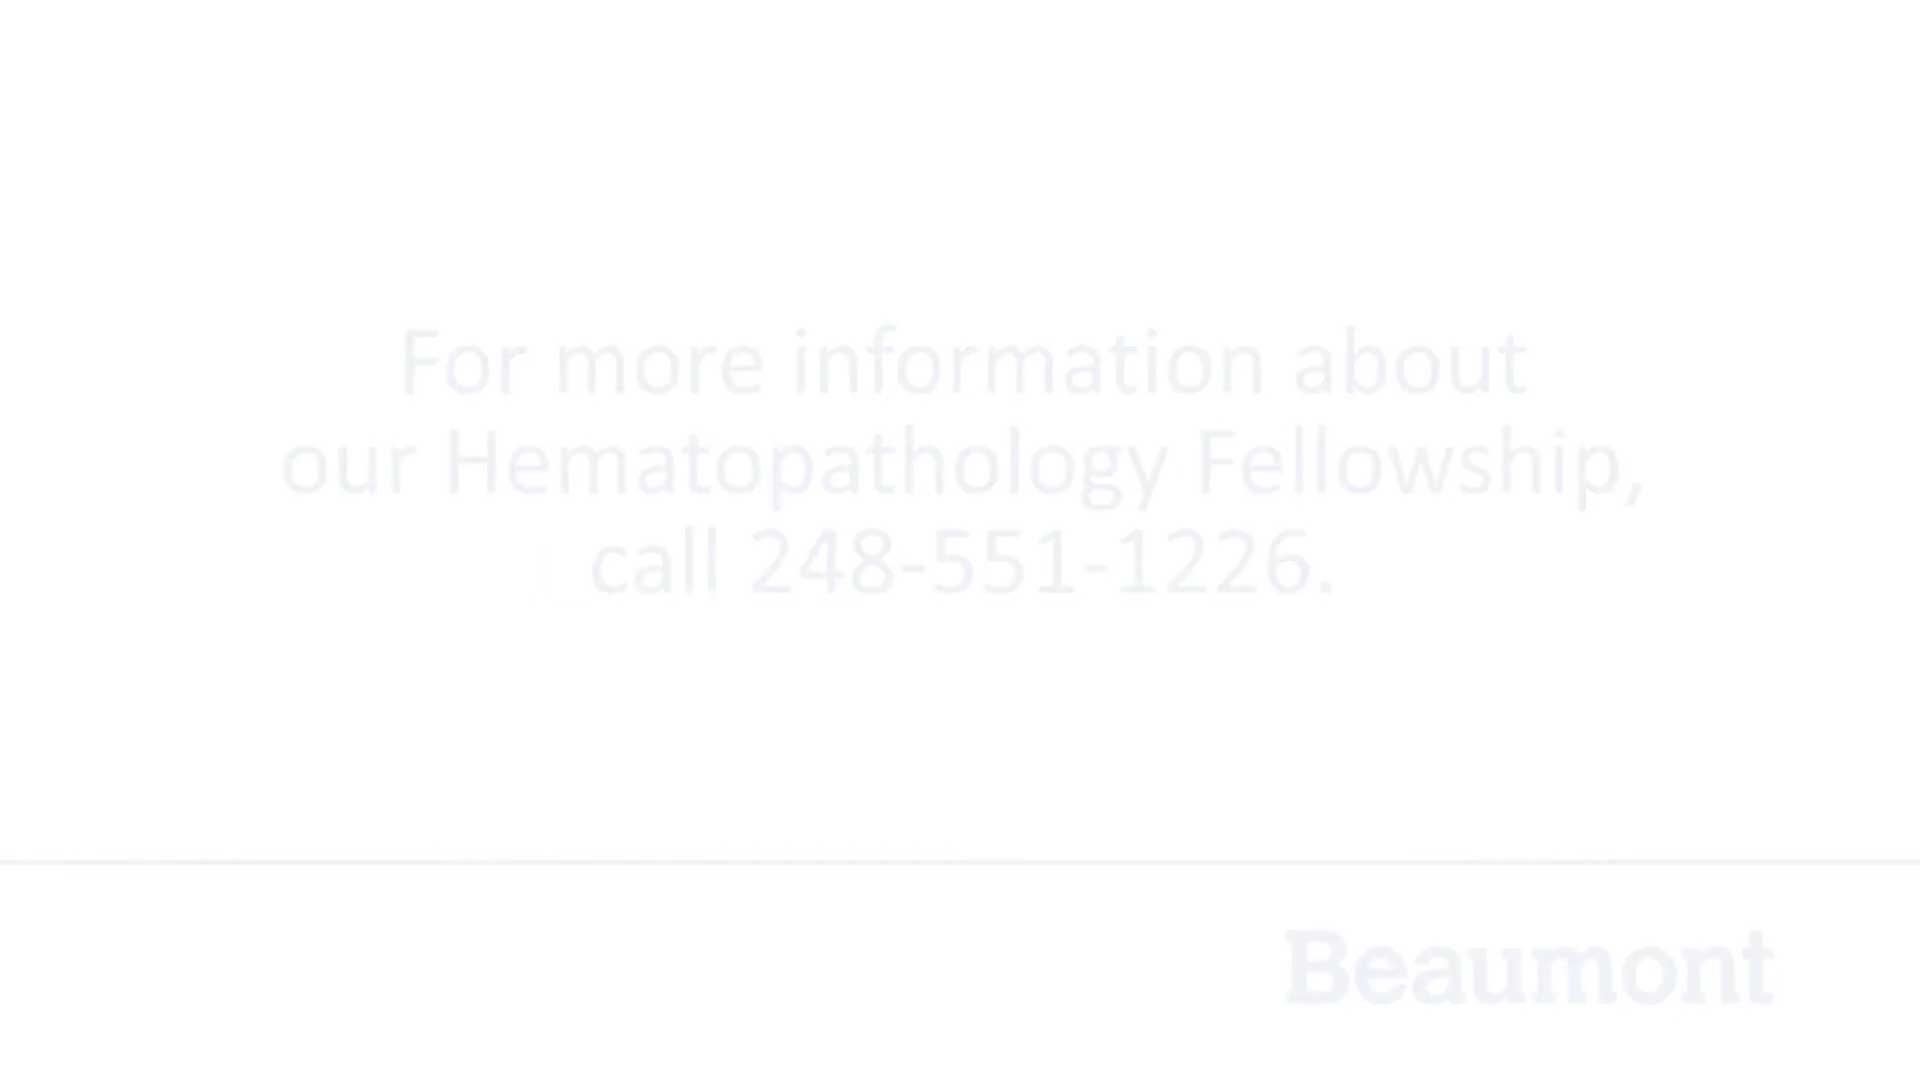 For more information about
our Hematopathology Fellowship,
call 248-551-1226.
Beaumont